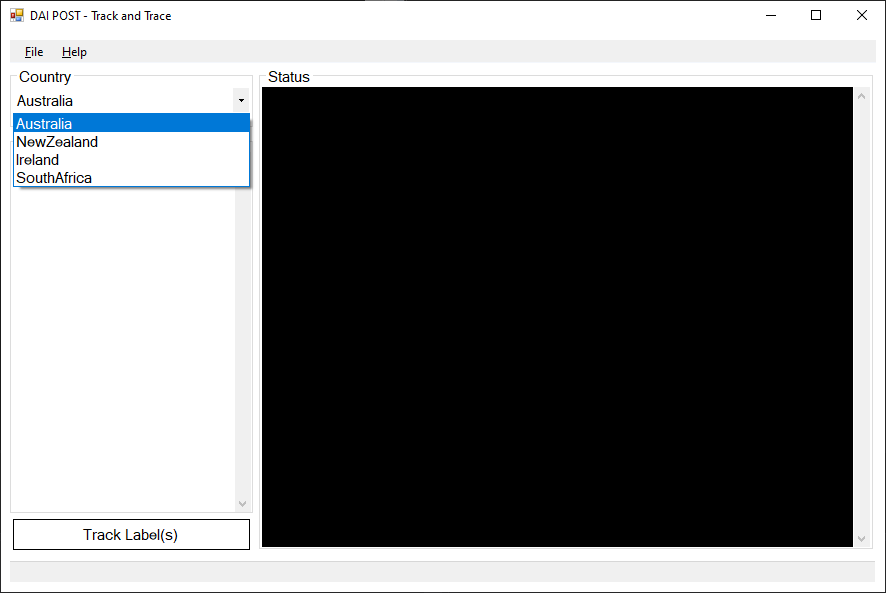 DAI POST - Track and Trace
File Help
Country
Australia
Australia
NewZealand
Ireland
SouthAfrica
Track Label(s)
Status